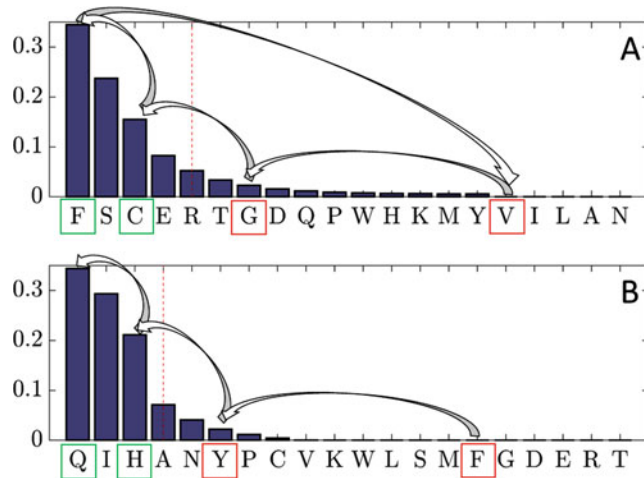 A
0.3
0.2
0.1
0
F S C E R T G D Q P W H K M Y V I L A N
B
0.3
0.2
0.1
0
Q I H A N Y P C V K W L S M F G D E R T